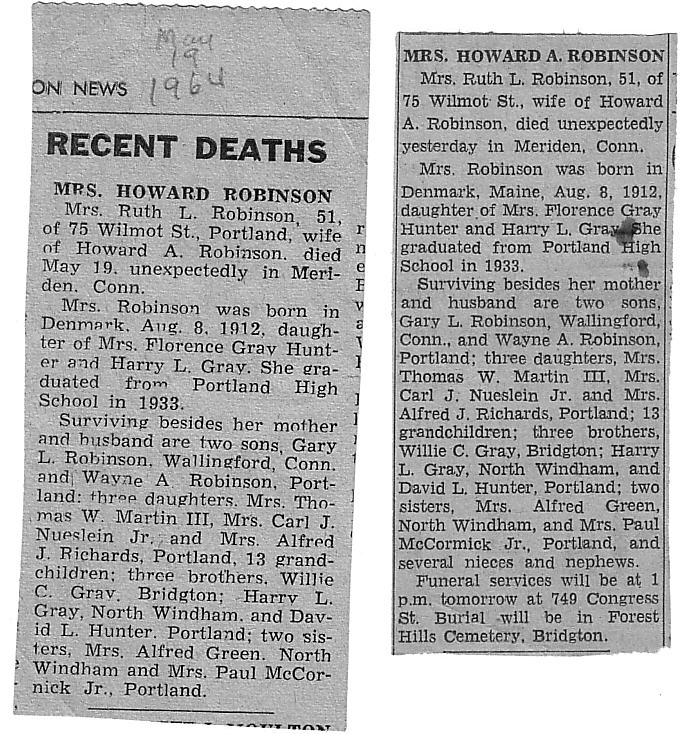 May
19
1964
ON NEWS
RECENT DEATHS
MRS. HOWARD ROBINSON
Mrs. Ruth L. Robinson, 51,
of 75 Wilmot St., Portland, wife
of Howard A. Robinson. died
May 19. unexpectedly in Meri-
den. Conn.
Mrs. Robinson was born in
Denmark. Aug. 8, 1912, daugh-
ter of Mrs. Florence Gray Hunt-
er and Harry L. Gray. She gra-
duated from Portland High
School in 1933.
Surviving besides her mother
and husband are two sons, Gary
L. Robinson. Wallingford, Conn.
and Wayne A. Robinson, Port-
land: three daughters. Mrs. Tho-
mas W. Martin III, Mrs. Carl J.
Nueslein Jr. and Mrs. Alfred
J. Richards, Portland, 13 grand-
children; three brothers. Willie
C. Gray. Bridgton; Harry L.
Gray, North Windham. and Dav-
id L. Hunter. Portland; two sis-
ters, Mrs. Alfred Green. North
Windham and Mrs. Paul McCor-
nick Jr., Portland.
MRS. HOWARD A. ROBINSON
Mrs. Ruth L. Robinson, 51, of
75 Wilmot St., wife of Howard
A. Robinson, died unexpectedly
yesterday in Meriden, Conn.
Mrs. Robinson was born in
Denmark, Maine, Aug. 8, 1912,
daughter of Mrs. Florence Gray
Hunter and Harry L. Gray. She
graduated from Portland High
School in 1933.
Surviving besides her mother
and husband are two sons,
Gary L. Robinson, Wallingford,
Conn., and Wayne A. Robinson,
Portland; three daughters, Mrs.
Thomas W. Martin III, Mrs.
Carl J. Nueslein Jr. and Mrs.
Alfred J. Richards, Portland; 13
grandchildren; three brothers,
Willie C. Gray, Bridgton; Harry
L. Gray, North Windham, and
David L. Hunter, Portland; two
sisters, Mrs. Alfred Green,
North Windham, and Mrs. Paul
McCormick Jr., Portland, and
several nieces and nephews.
Funeral services will be at 1
p.m. tomorrow at 749 Congress
St. Burial will be in Forest
Hills Cemetery, Bridgton.